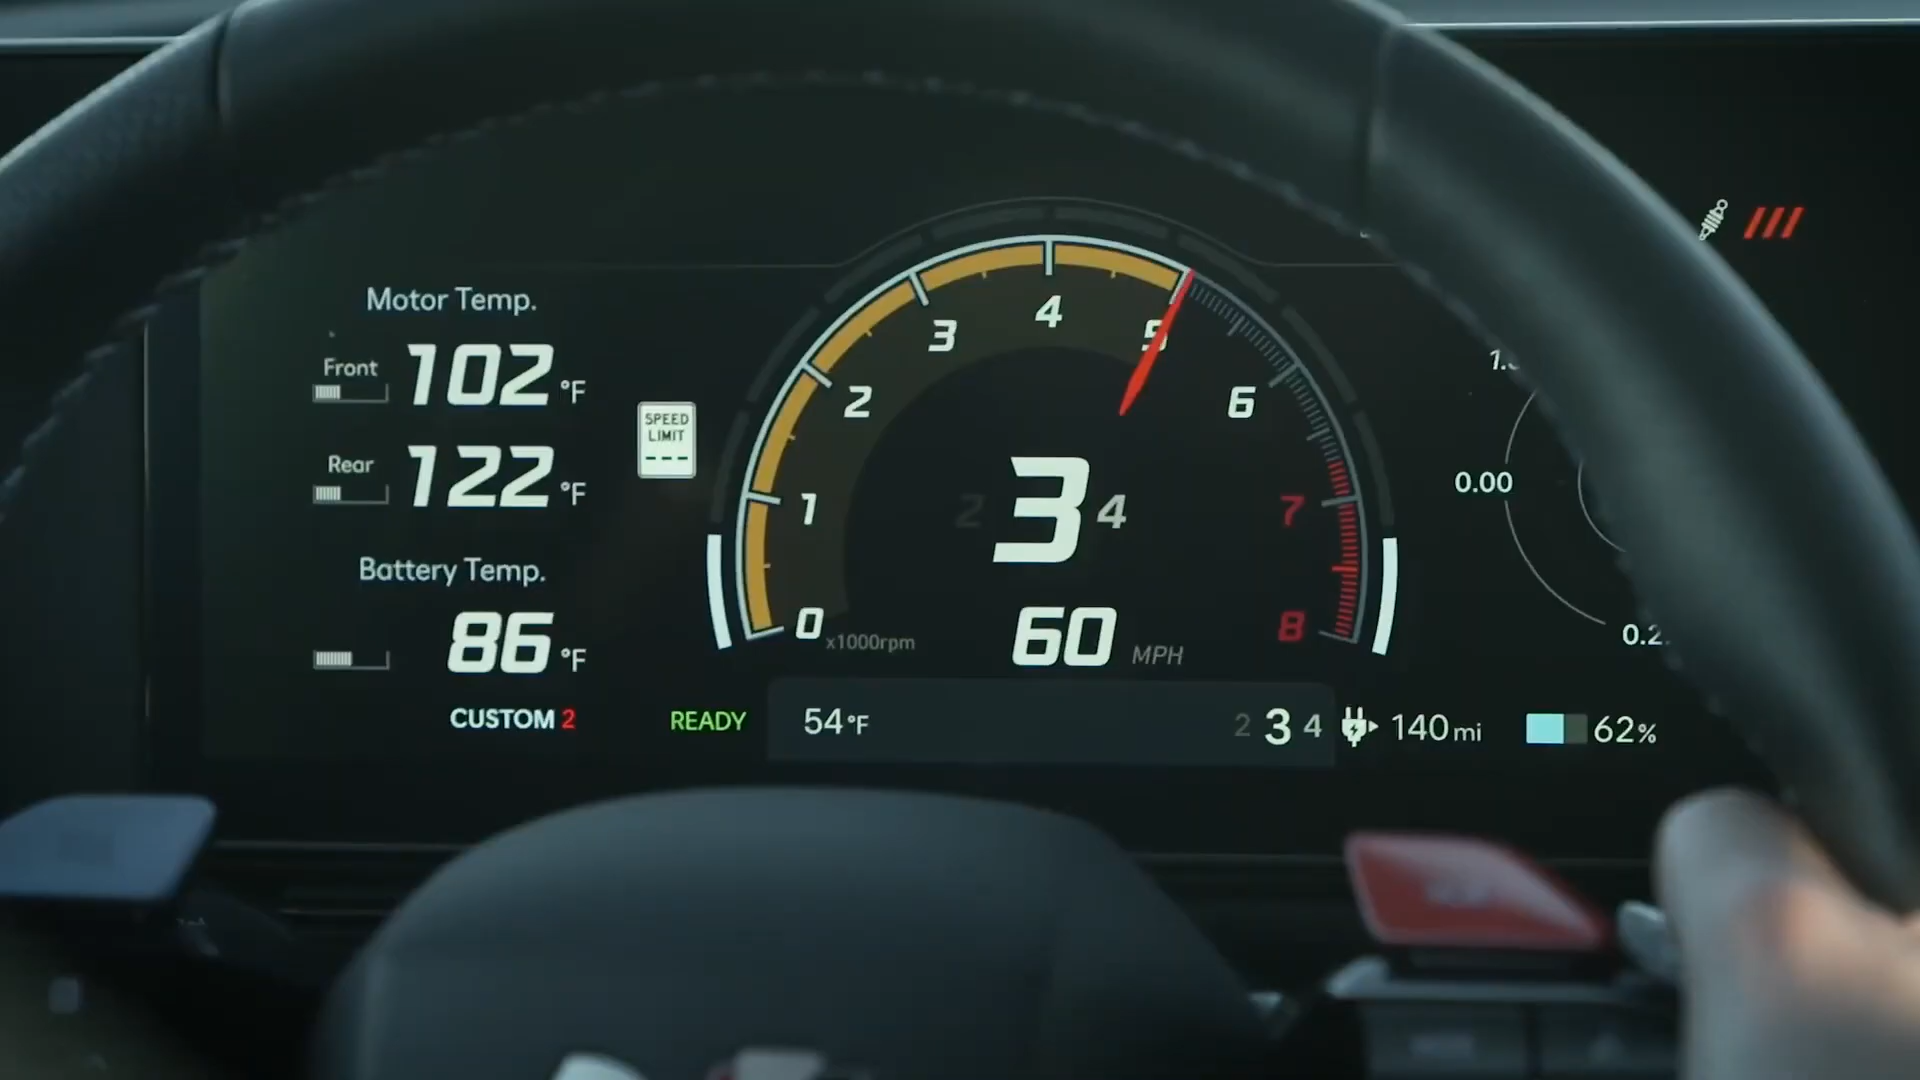 Motor Temp.
Front 102 °F
Rear 122 °F
Battery Temp.
86 °F
CUSTOM 2
SPEED
LIMIT
---
0 1 2 3 4 5 6 7 8
x1000rpm
2 3 4
60 MPH
READY 54°F 2 3 4 140 mi 62%
0.00